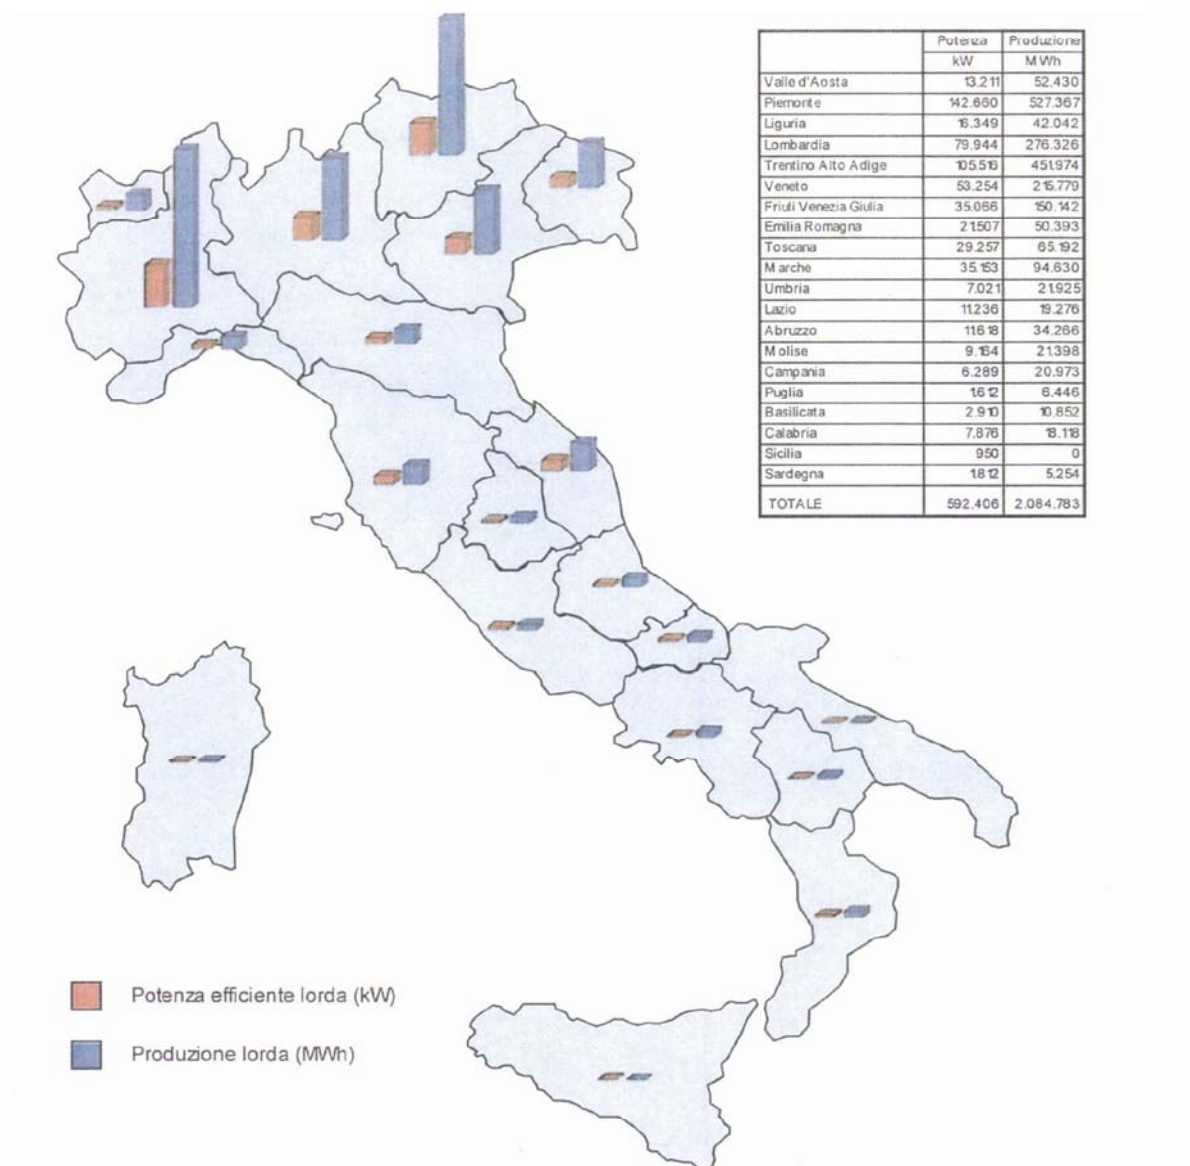 Potenza Produzione
kW MWh
Valle d'Aosta 13.211 52.430
Piemonte 142.660 527.367
Liguria 16.349 42.042
Lombardia 79.944 276.326
Trentino Alto Adige 105.516 451.974
Veneto 53.254 215.779
Friuli Venezia Giulia 35.066 150.142
Emilia Romagna 21.507 50.393
Toscana 29.257 65.192
Marche 35.153 94.630
Umbria 7.021 21.925
Lazio 11.236 19.276
Abruzzo 11.618 34.266
Molise 9.164 21.398
Campania 6.289 20.973
Puglia 1.612 6.446
Basilicata 2.910 10.852
Calabria 7.876 18.118
Sicilia 950 0
Sardegna 1.812 5.254
TOTALE 592.406 2.084.783
Potenza efficiente lorda (kW)
Produzione lorda (MWh)